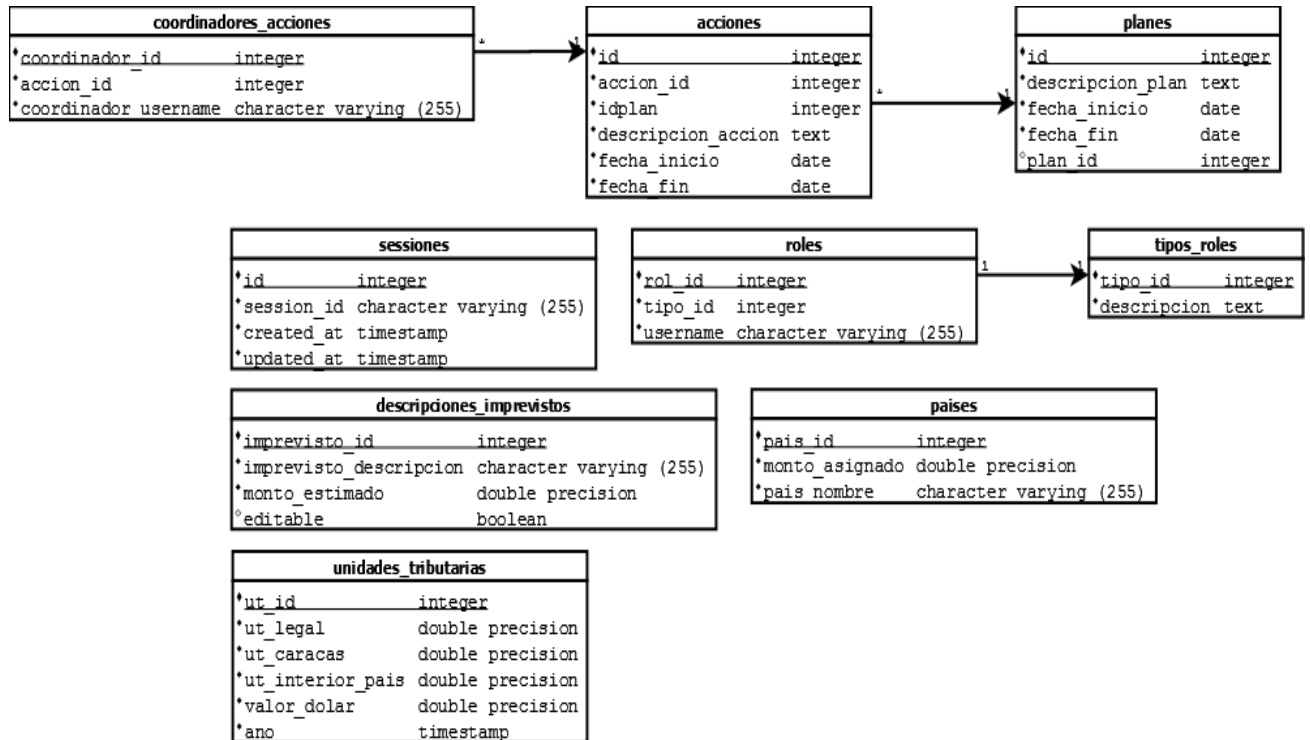 coordinadores_acciones
coordinador_id integer
accion_id integer
coordinador_username character varying (255)
* 1
acciones
id integer
accion_id integer
idplan integer
descripcion_accion text
fecha_inicio date
fecha_fin date
* 1
planes
id integer
descripcion_plan text
fecha_inicio date
fecha_fin date
plan_id integer
sessiones
id integer
session_id character varying (255)
created_at timestamp
updated_at timestamp
roles
rol_id integer
tipo_id integer
username character varying (255)
1 1
tipos_roles
tipo_id integer
descripcion text
descripciones_imprevistos
imprevisto_id integer
imprevisto_descripcion character varying (255)
monto_estimado double precision
editable boolean
paises
pais_id integer
monto_asignado double precision
pais_nombre character varying (255)
unidades_tributarias
ut_id integer
ut_legal double precision
ut_caracas double precision
ut_interior_pais double precision
valor_dolar double precision
ano timestamp